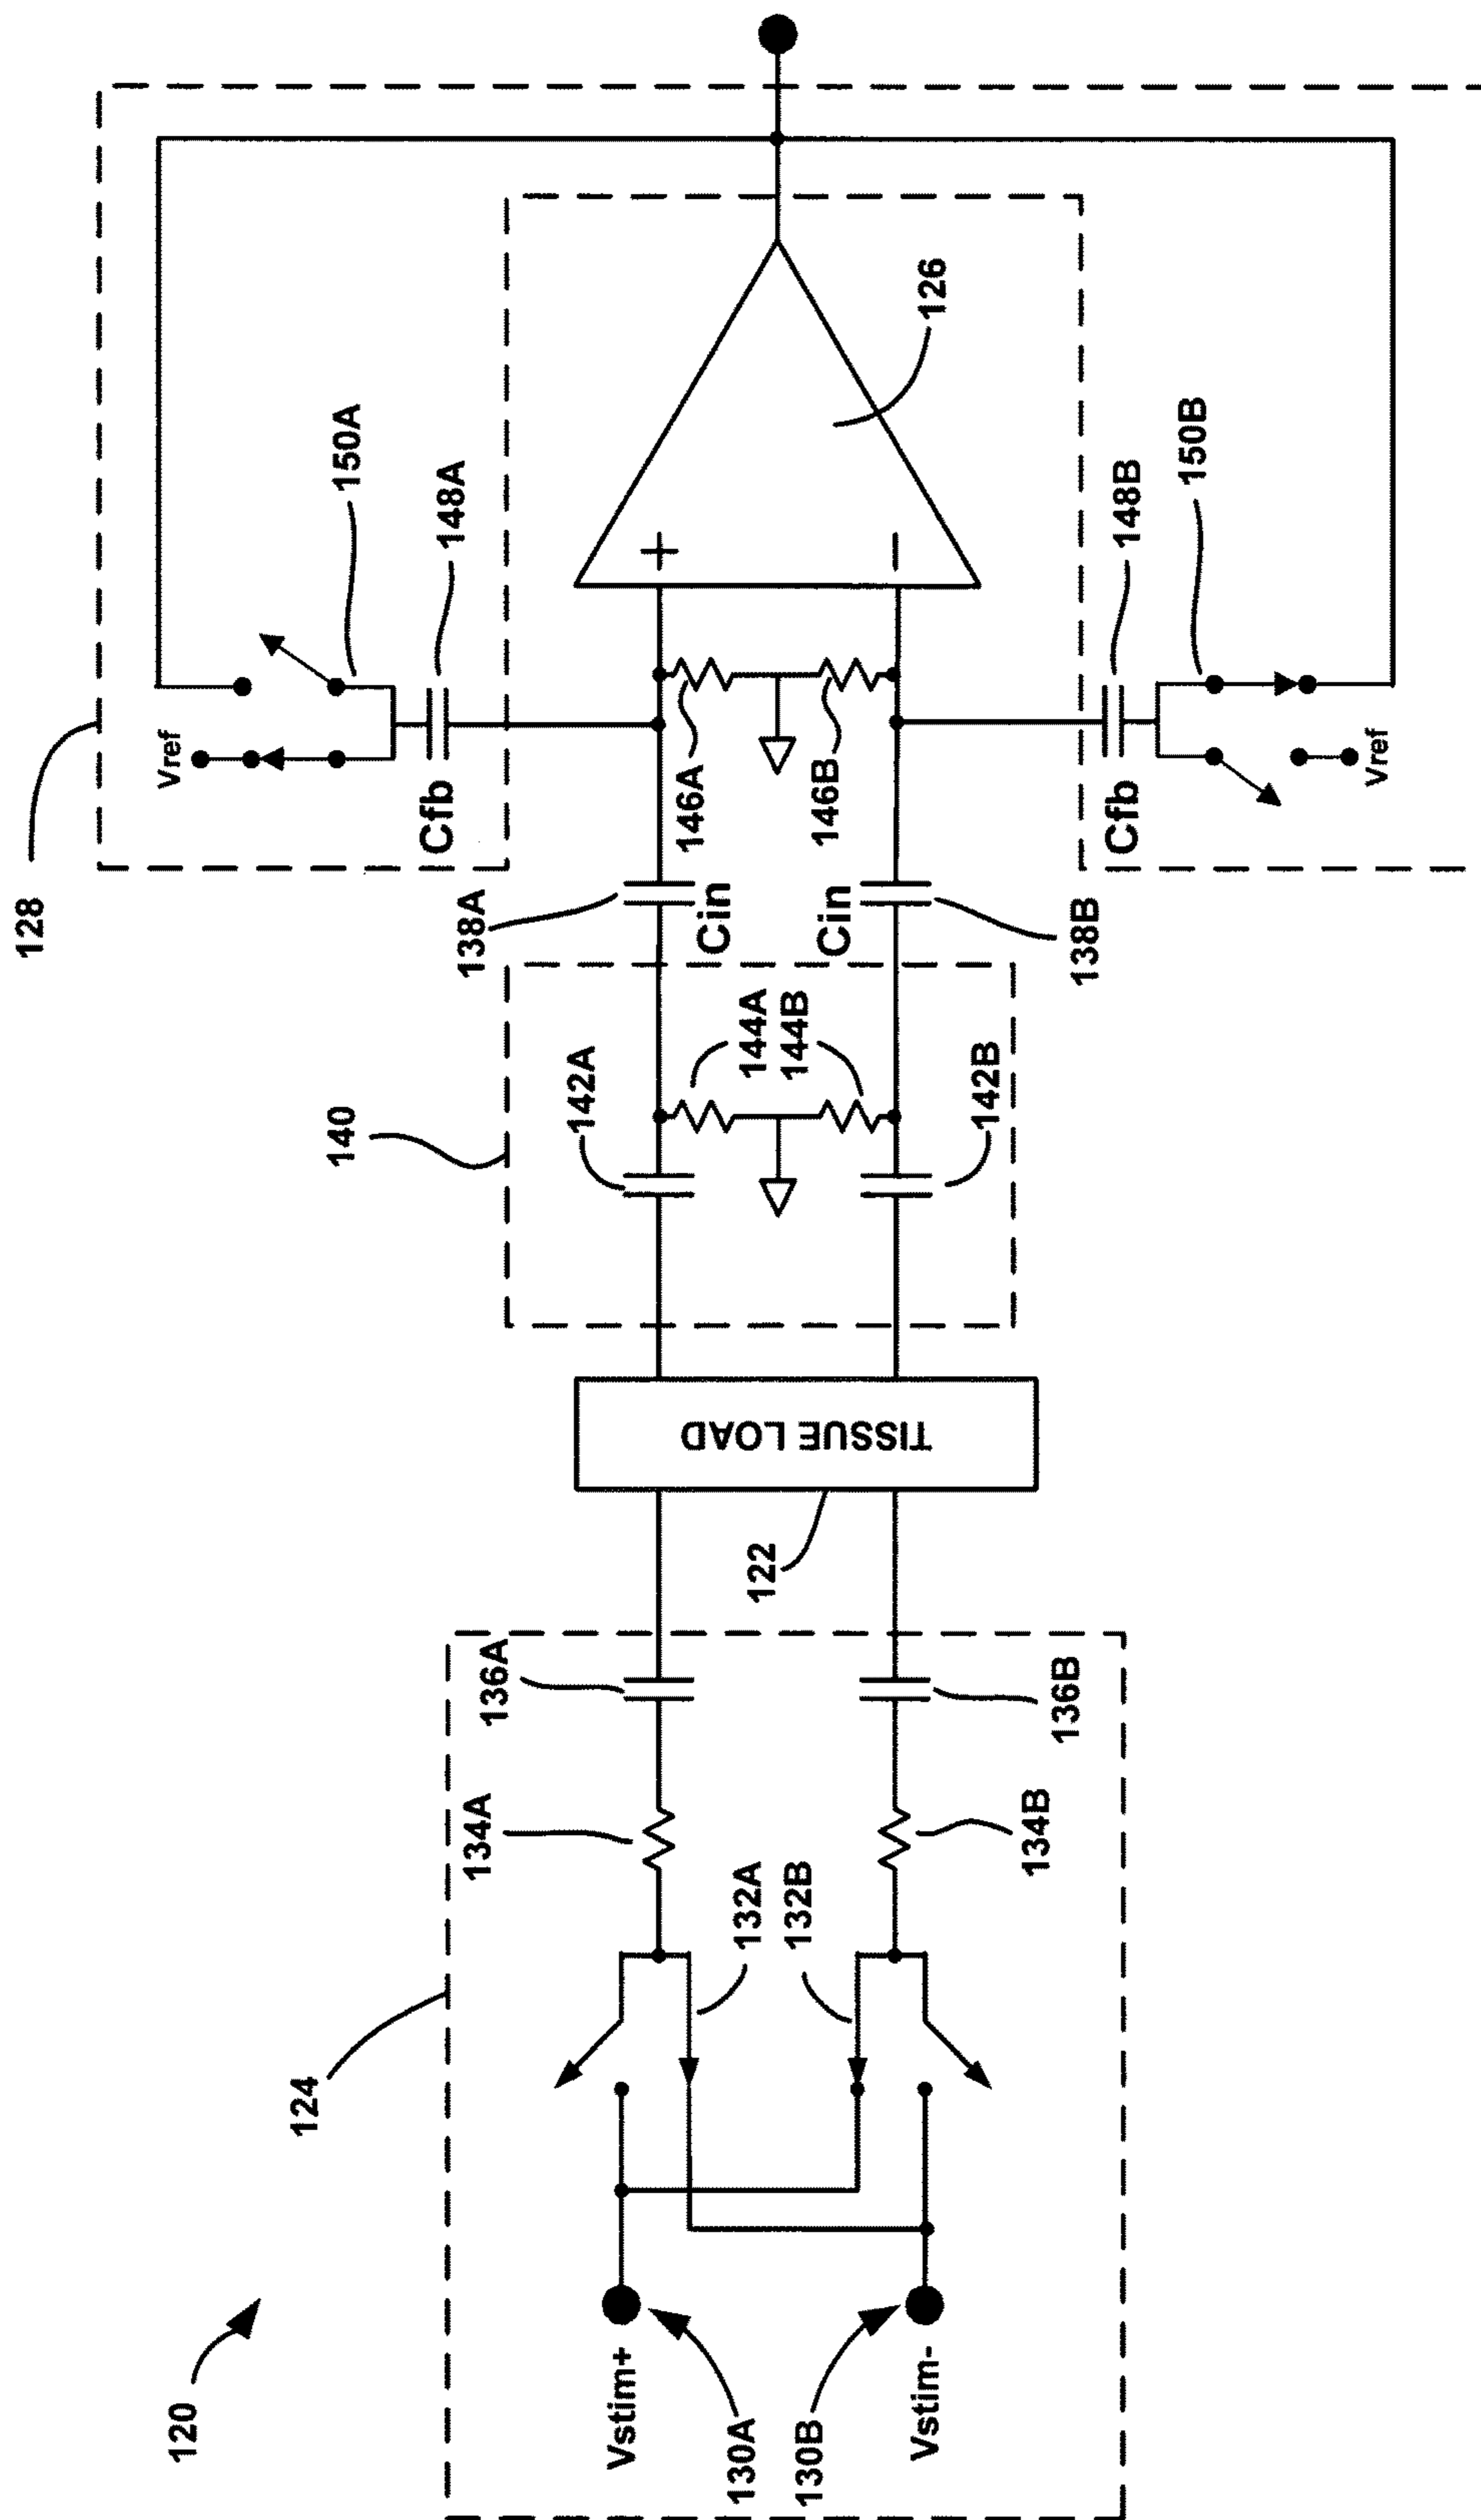 128
150A
Vref
148A
Cfb
126
+
−
146A
146B
148B
Cfb
150B
Vref
138A
Cin
Cin
138B
140
142A
144A
144B
142B
TISSUE LOAD
122
136A
136B
134A
134B
132A
132B
124
120
Vstim+
130A
130B
Vstim-